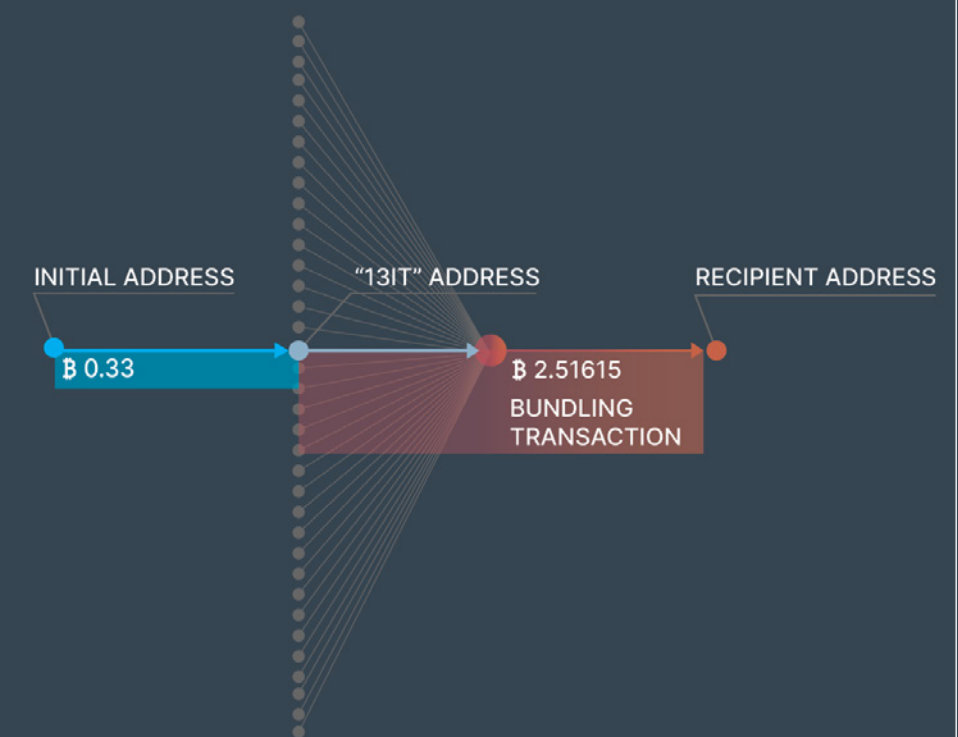 INITIAL ADDRESS
“13IT” ADDRESS
RECIPIENT ADDRESS
₿ 0.33
₿ 2.51615
BUNDLING
TRANSACTION